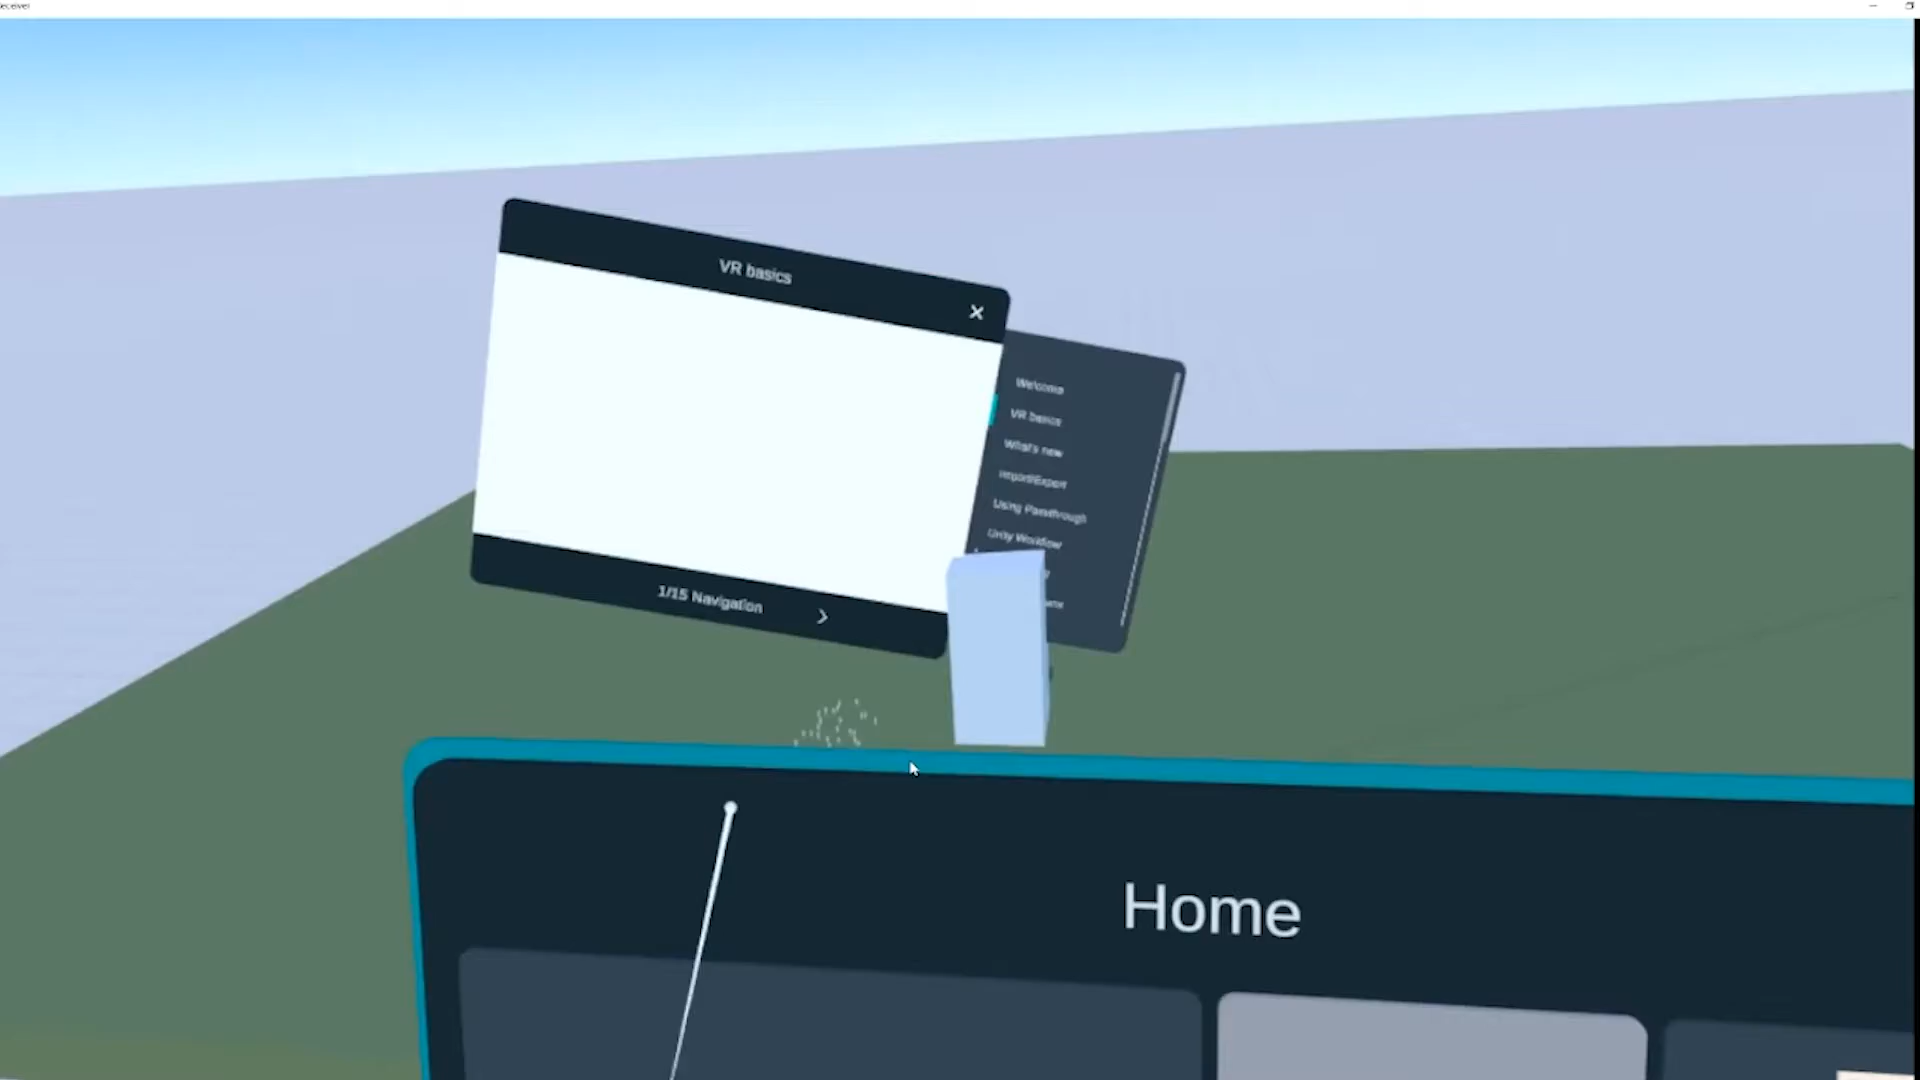 VR basics
Welcome
VR basics
What's new
Import/Export
Using Passthrough
Unity Workflow
1/15 Navigation
Home